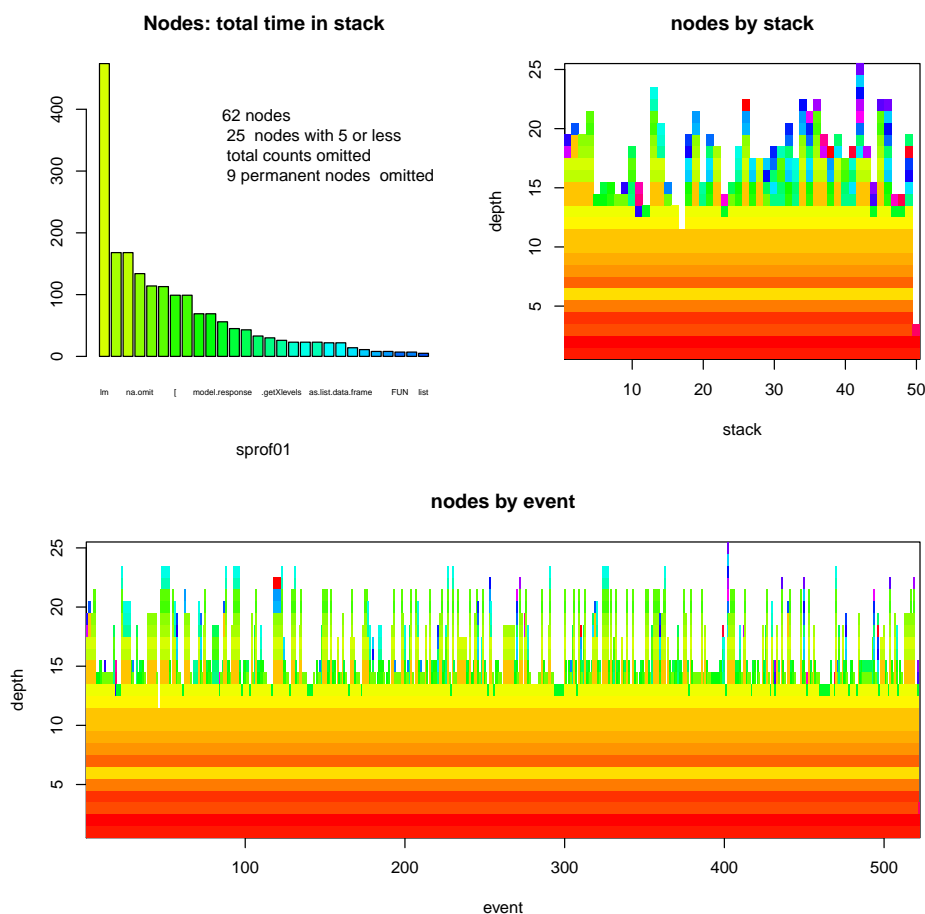 Nodes: total time in stack
0 100 200 300 400
62 nodes
25 nodes with 5 or less
total counts omitted
9 permanent nodes omitted
lm na.omit [ model.response .getXlevels as.list.data.frame FUN list
sprof01
nodes by stack
depth
5 10 15 20 25
10 20 30 40 50
stack
nodes by event
depth
5 10 15 20 25
100 200 300 400 500
event